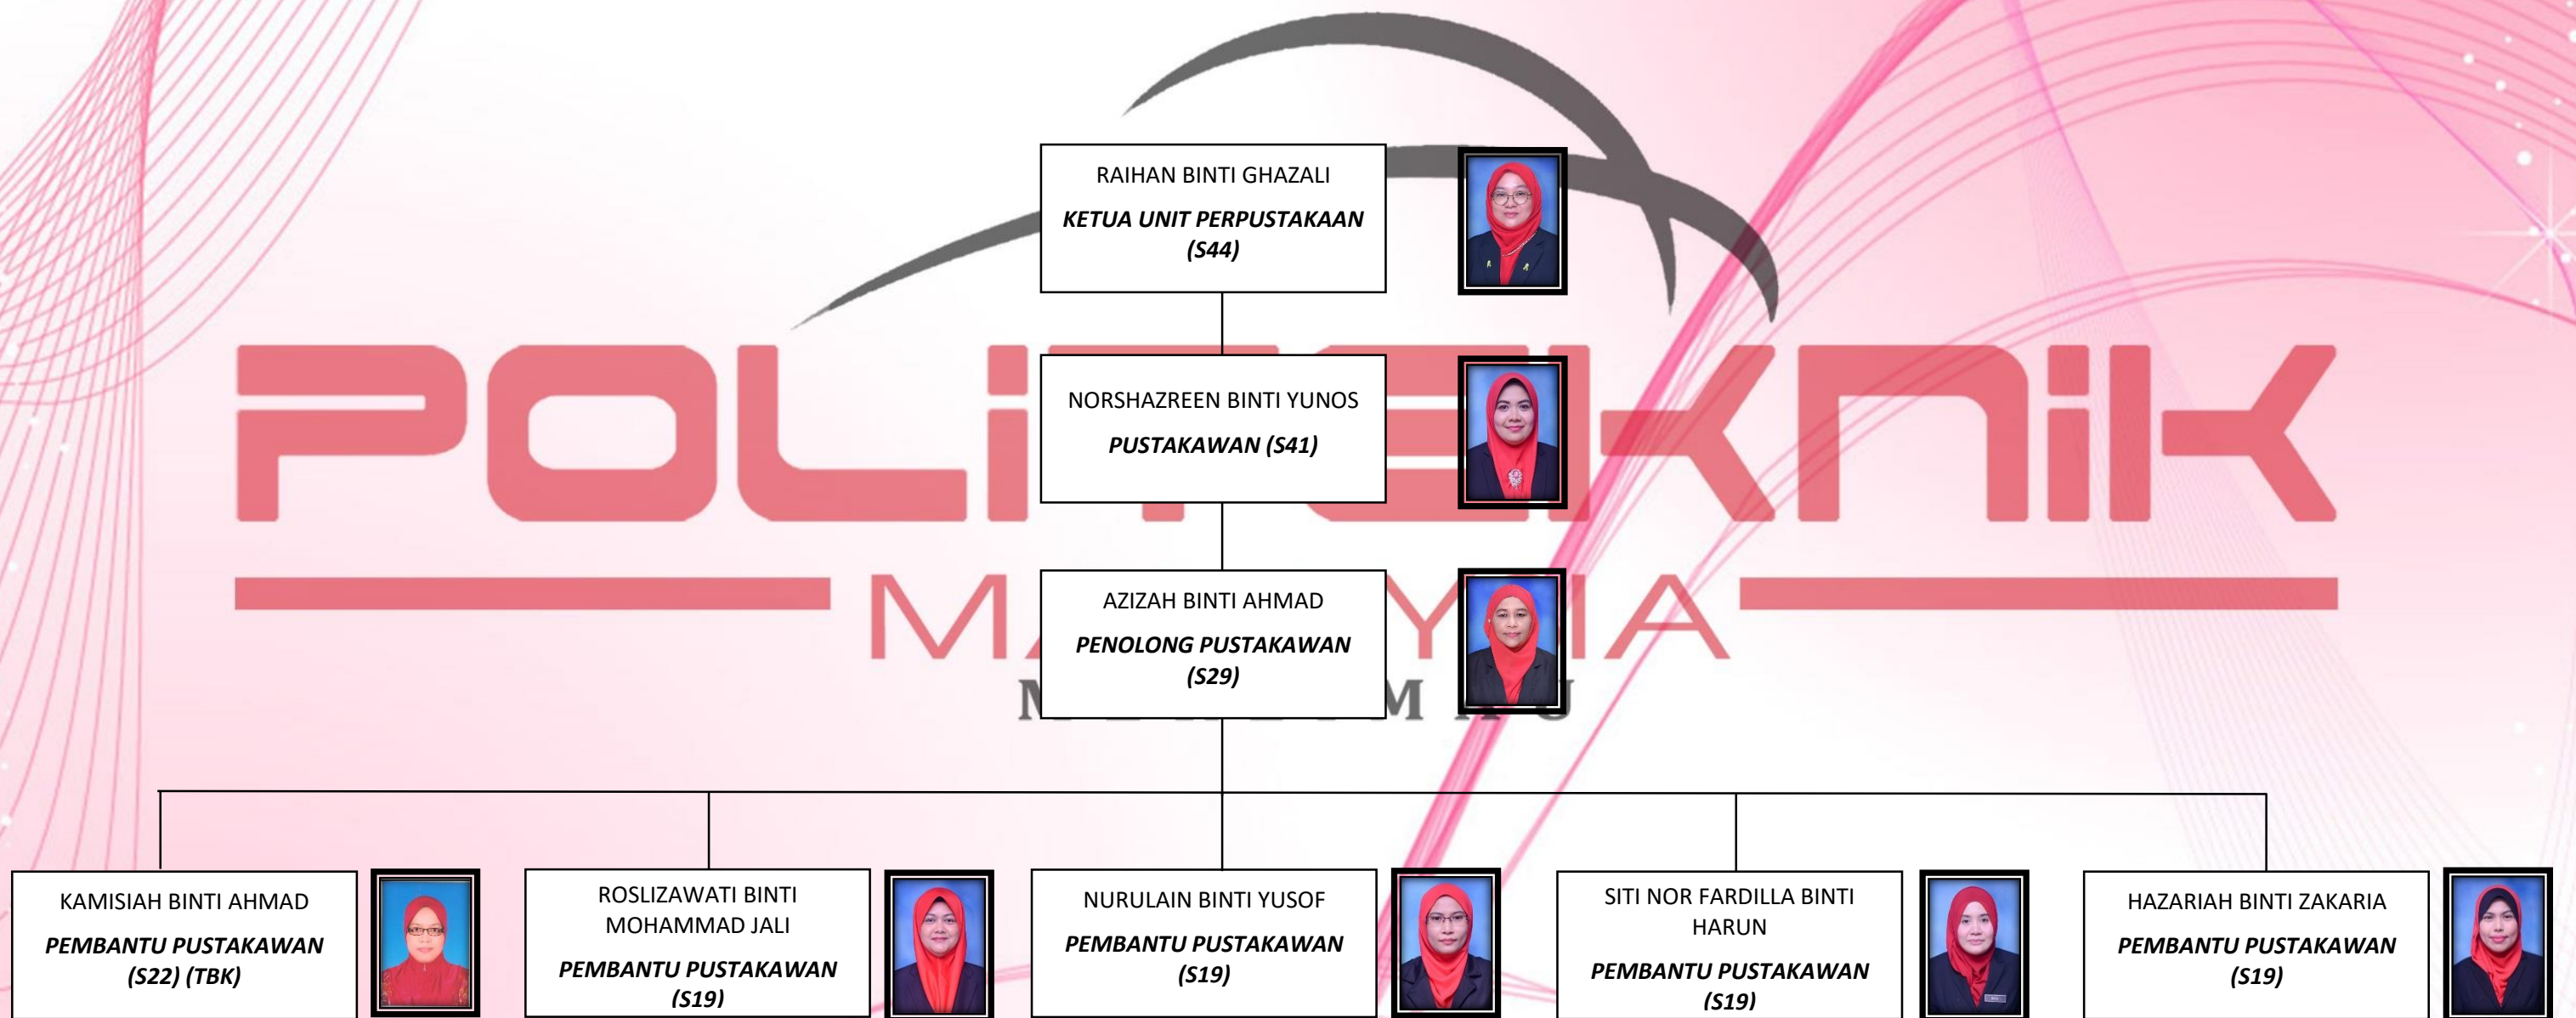 RAIHAN BINTI GHAZALI
KETUA UNIT PERPUSTAKAAN
(S44)
POLITEKNIK
NORSHAZREEN BINTI YUNOS
PUSTAKAWAN (S41)
AZIZAH BINTI AHMAD
PENOLONG PUSTAKAWAN
(S29)
KAMISIAH BINTI AHMAD
PEMBANTU PUSTAKAWAN
(S22) (TBK)
ROSLIZAWATI BINTI
MOHAMMAD JALI
PEMBANTU PUSTAKAWAN
(S19)
NURULAIN BINTI YUSOF
PEMBANTU PUSTAKAWAN
(S19)
SITI NOR FARDILLA BINTI
HARUN
PEMBANTU PUSTAKAWAN
(S19)
HAZARIAH BINTI ZAKARIA
PEMBANTU PUSTAKAWAN
(S19)